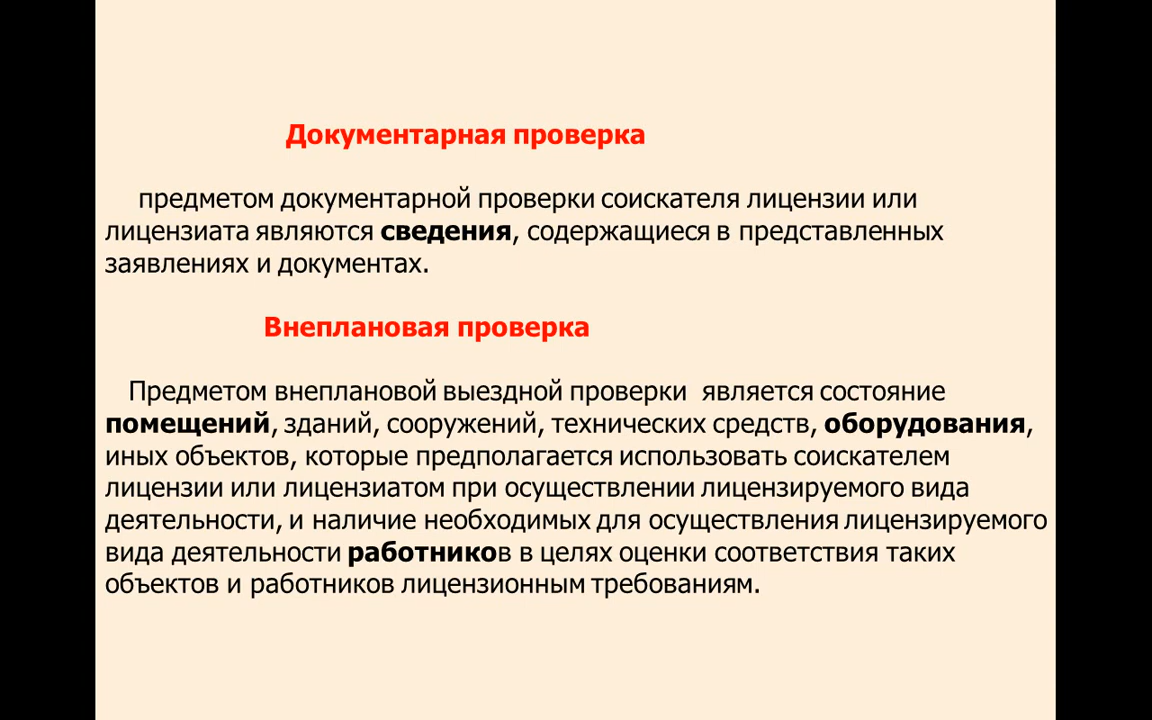 Документарная проверка
предметом документарной проверки соискателя лицензии или
лицензиата являются сведения, содержащиеся в представленных
заявлениях и документах.
Внеплановая проверка
Предметом внеплановой выездной проверки является состояние
помещений, зданий, сооружений, технических средств, оборудования,
иных объектов, которые предполагается использовать соискателем
лицензии или лицензиатом при осуществлении лицензируемого вида
деятельности, и наличие необходимых для осуществления лицензируемого
вида деятельности работников в целях оценки соответствия таких
объектов и работников лицензионным требованиям.